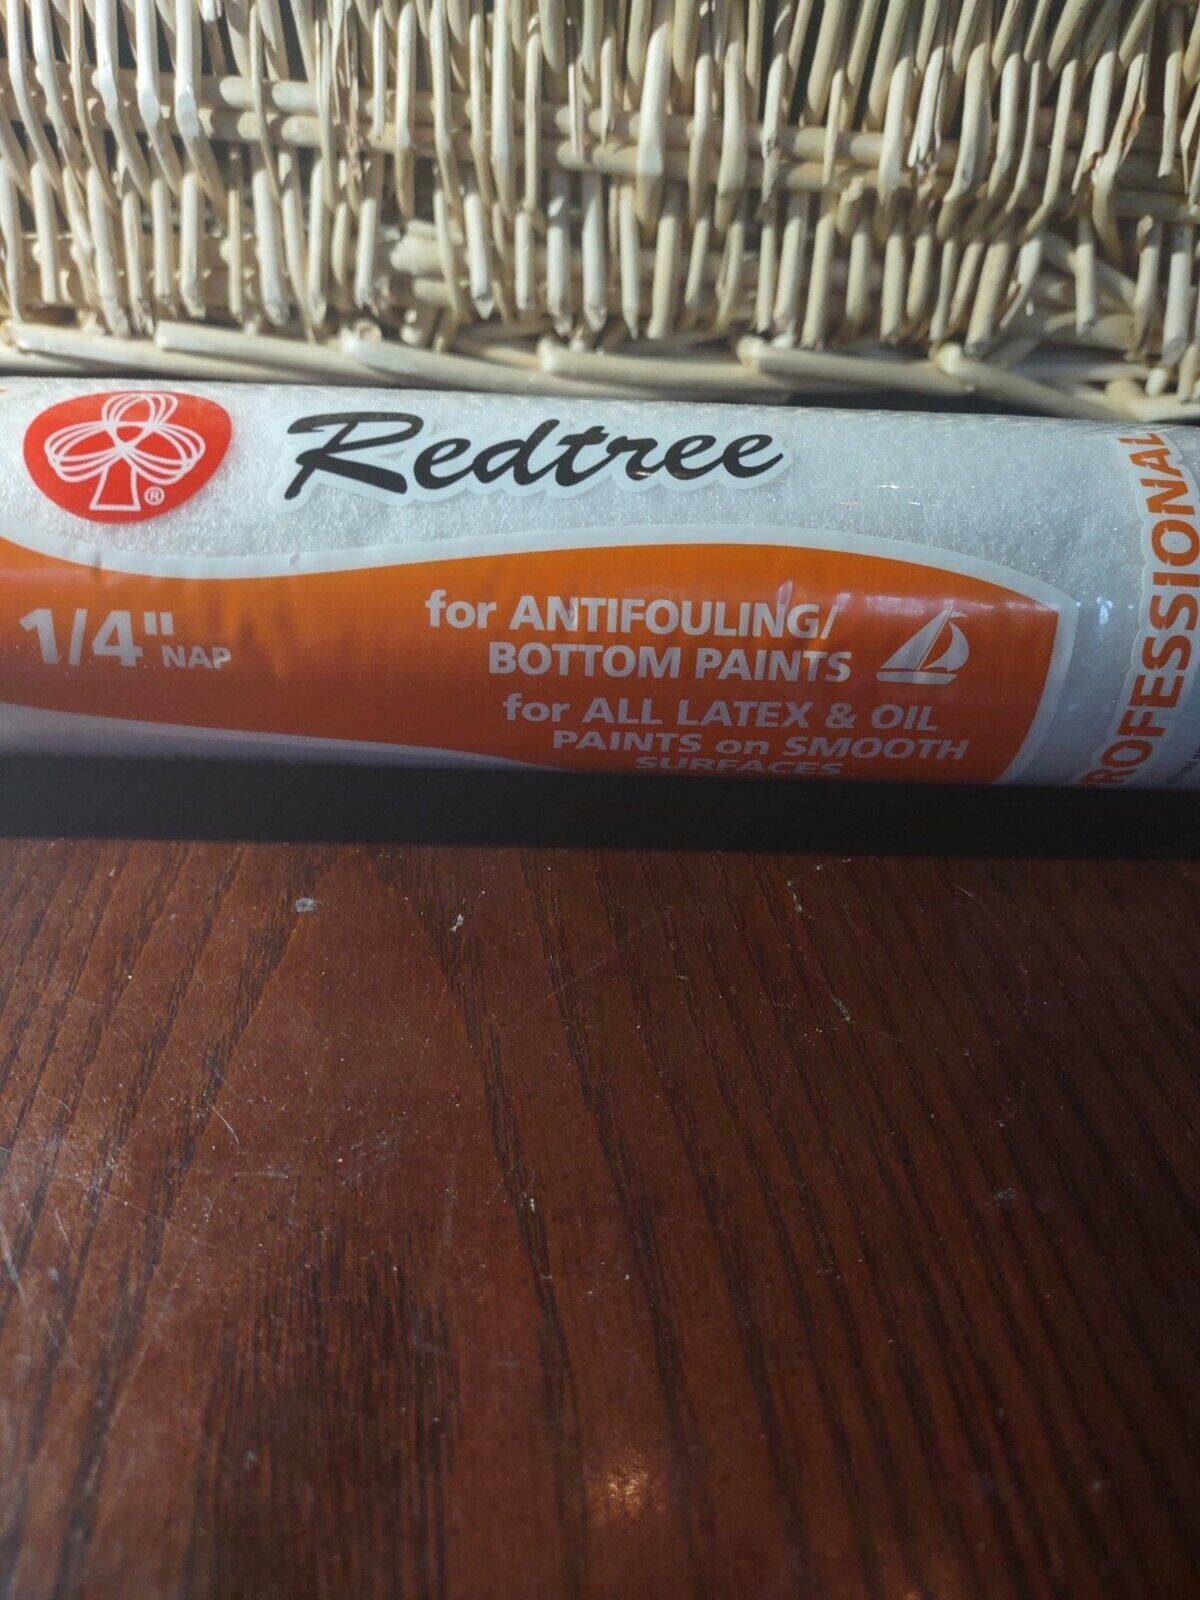 Redtree
®
1/4" NAP
for ANTIFOULING/
BOTTOM PAINTS
for ALL LATEX & OIL
PAINTS on SMOOTH
SURFACES
PROFESSIONAL